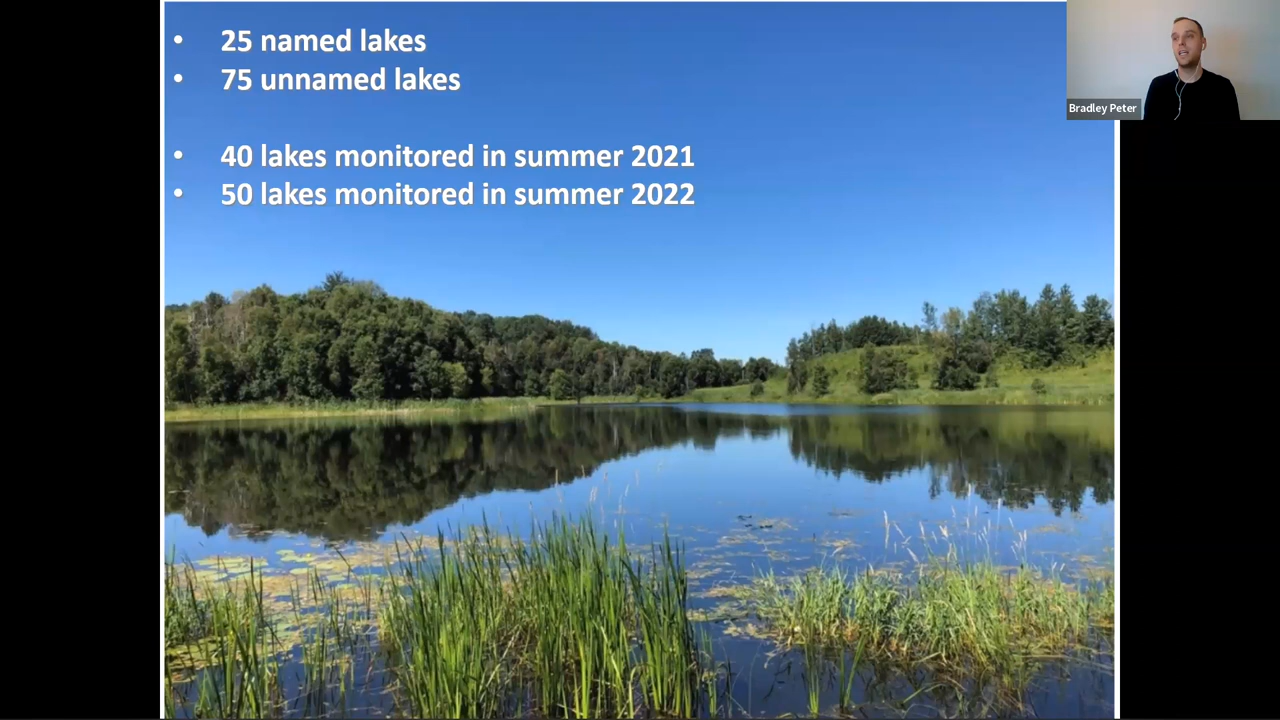 • 25 named lakes
• 75 unnamed lakes
• 40 lakes monitored in summer 2021
• 50 lakes monitored in summer 2022
Bradley Peter